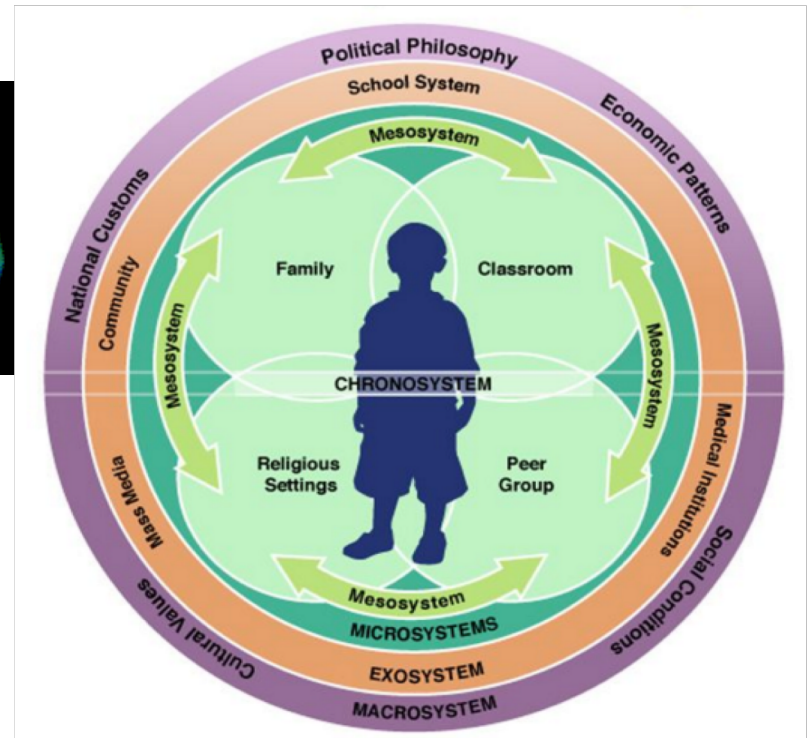 Political Philosophy
School System
Economic Patterns
National Customs
Mesosystem
Community
Family
Classroom
Mesosystem
Mesosystem
CHRONOSYSTEM
Religious
Settings
Peer
Group
Mass Media
Medical Institutions
Cultural Values
Social Conditions
Mesosystem
MICROSYSTEMS
EXOSYSTEM
MACROSYSTEM